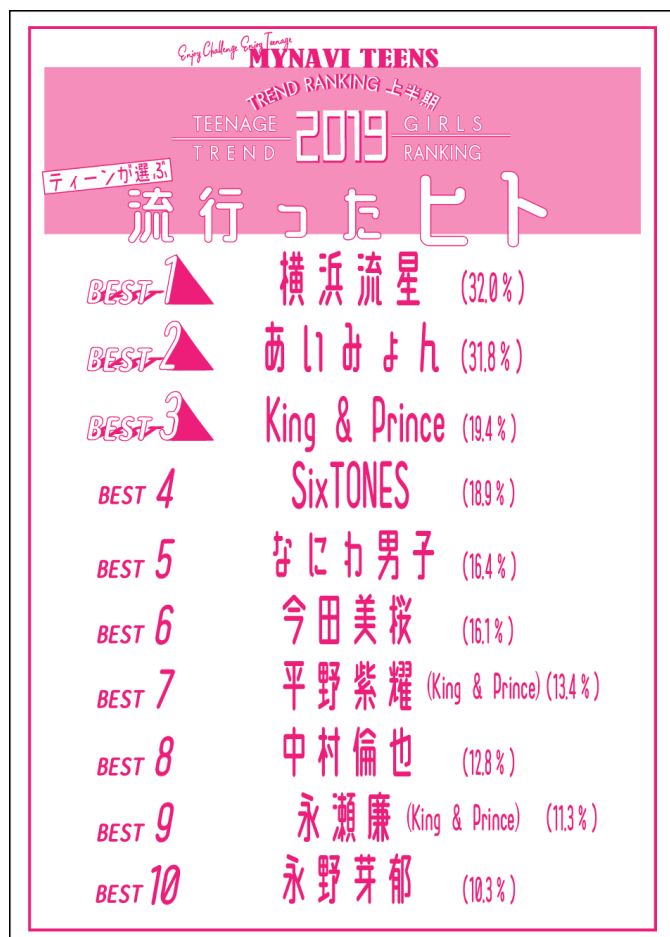 Enjoy Challenge Enjoy Teenage
MYNAVI TEENS
TREND RANKING 上半期
TEENAGE 2019 GIRLS
TREND RANKING
ティーンが選ぶ
流行ったヒト
BEST 1 横浜流星 (32.0%)
BEST 2 あいみょん (31.8%)
BEST 3 King & Prince (19.4%)
BEST 4 SixTONES (18.9%)
BEST 5 なにわ男子 (16.4%)
BEST 6 今田美桜 (16.1%)
BEST 7 平野紫耀 (King & Prince) (13.4%)
BEST 8 中村倫也 (12.8%)
BEST 9 永瀬廉 (King & Prince) (11.3%)
BEST 10 永野芽郁 (10.3%)